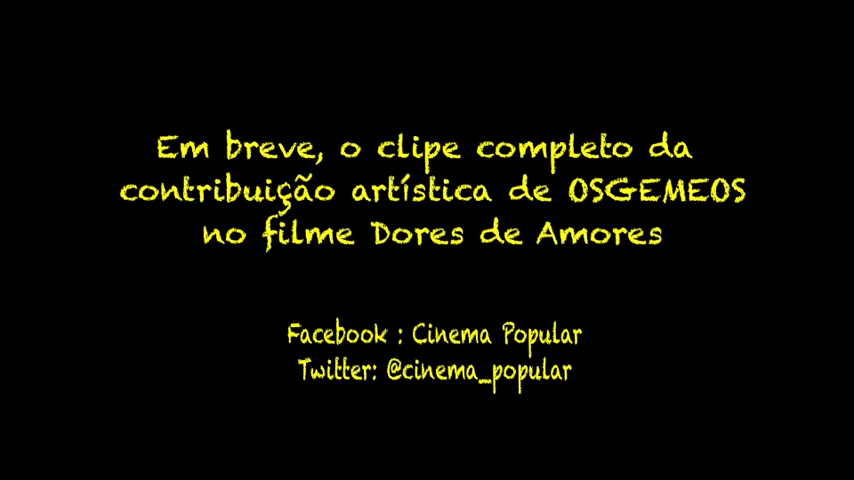 Em breve, o clipe completo da
contribuição artística de OSGEMEOS
no filme Dores de Amores
Facebook : Cinema Popular
Twitter: @cinema_popular